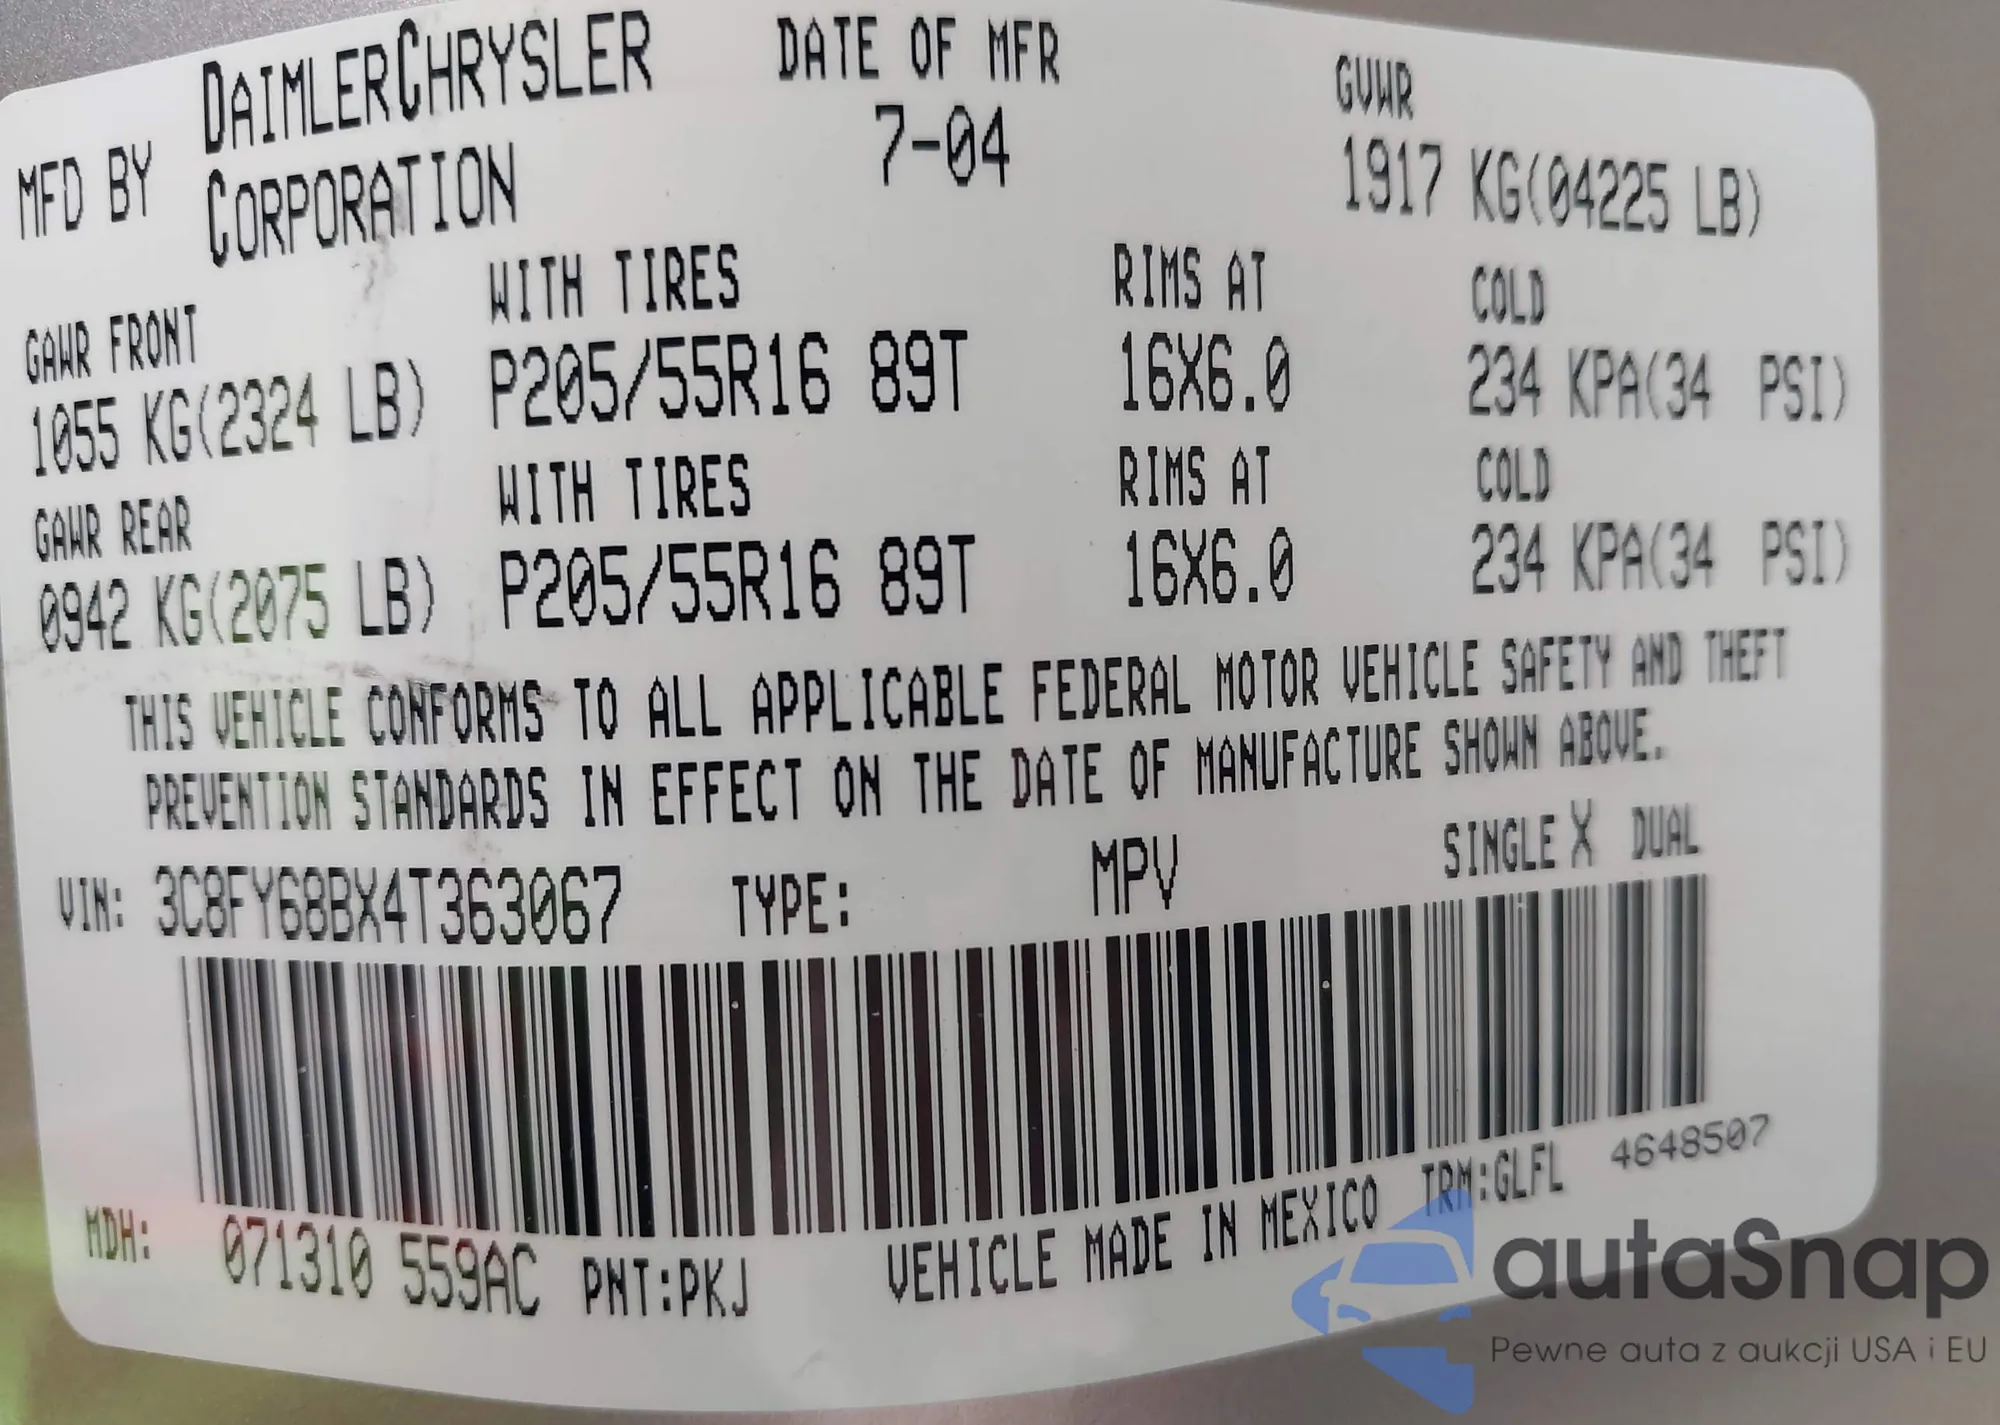 MFD BY DAIMLERCHRYSLER CORPORATION
DATE OF MFR 7-04
GVWR 1917 KG(04225 LB)
GAWR FRONT WITH TIRES RIMS AT COLD
1055 KG(2324 LB) P205/55R16 89T 16X6.0 234 KPA(34 PSI)
GAWR REAR WITH TIRES RIMS AT COLD
0942 KG(2075 LB) P205/55R16 89T 16X6.0 234 KPA(34 PSI)
THIS VEHICLE CONFORMS TO ALL APPLICABLE FEDERAL MOTOR VEHICLE SAFETY AND THEFT
PREVENTION STANDARDS IN EFFECT ON THE DATE OF MANUFACTURE SHOWN ABOVE.
VIN: 3C8FY68BX4T363067 TYPE: MPV SINGLE X DUAL
MDH: 071310 559AC PNT:PKJ VEHICLE MADE IN MEXICO TRM:GLFL 4648507
autaSnap
Pewne auta z aukcji USA i EU